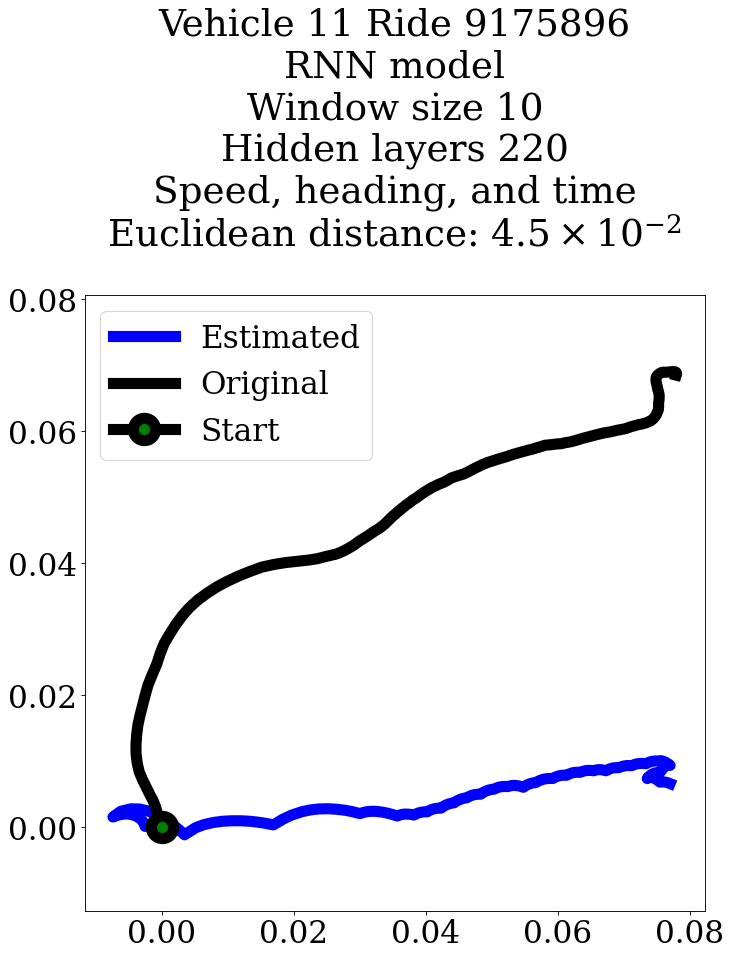 Vehicle 11 Ride 9175896
RNN model
Window size 10
Hidden layers 220
Speed, heading, and time
Euclidean distance: 4.5 × 10⁻²
0.08
0.06
0.04
0.02
0.00
Estimated
Original
Start
0.00 0.02 0.04 0.06 0.08